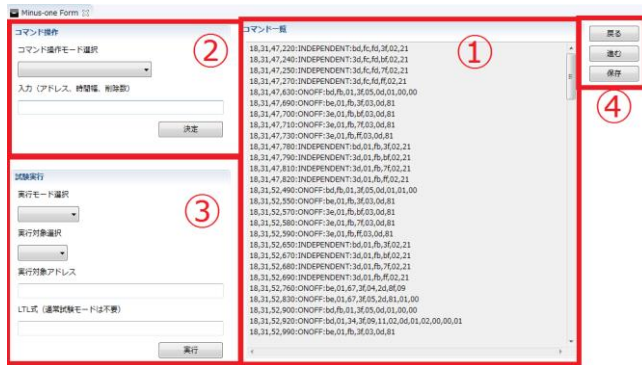 Minus-one Form
コマンド操作
②
コマンド操作モード選択
入力（アドレス、時間幅、削除数）
決定
試験実行
③
実行モード選択
実行対象選択
実行対象アドレス
LTL式（通常試験モードは不要）
実行
コマンド一覧
①
18,31,47,220:INDEPENDENT:bd,fc,fd,3f,02,21
18,31,47,240:INDEPENDENT:3d,fc,fd,bf,02,21
18,31,47,250:INDEPENDENT:3d,fc,fd,7f,02,21
18,31,47,270:INDEPENDENT:3d,fc,fd,ff,02,21
18,31,47,630:ONOFF:bd,fb,01,3f,05,0d,01,00,00
18,31,47,690:ONOFF:be,01,fb,3f,03,0d,81
18,31,47,700:ONOFF:3e,01,fb,bf,03,0d,81
18,31,47,710:ONOFF:3e,01,fb,7f,03,0d,81
18,31,47,730:ONOFF:3e,01,fb,ff,03,0d,81
18,31,47,780:INDEPENDENT:bd,01,fb,3f,02,21
18,31,47,790:INDEPENDENT:3d,01,fb,bf,02,21
18,31,47,810:INDEPENDENT:3d,01,fb,7f,02,21
18,31,47,820:INDEPENDENT:3d,01,fb,ff,02,21
18,31,52,490:ONOFF:bd,fb,01,3f,05,0d,01,01,00
18,31,52,550:ONOFF:be,01,fb,3f,03,0d,81
18,31,52,570:ONOFF:3e,01,fb,bf,03,0d,81
18,31,52,580:ONOFF:3e,01,fb,7f,03,0d,81
18,31,52,590:ONOFF:3e,01,fb,ff,03,0d,81
18,31,52,650:INDEPENDENT:bd,01,fb,3f,02,21
18,31,52,670:INDEPENDENT:3d,01,fb,bf,02,21
18,31,52,680:INDEPENDENT:3d,01,fb,7f,02,21
18,31,52,690:INDEPENDENT:3d,01,fb,ff,02,21
18,31,52,760:ONOFF:be,01,67,3f,04,2d,8f,09
18,31,52,830:ONOFF:be,01,67,3f,05,2d,81,01,00
18,31,52,900:ONOFF:bd,fb,01,3f,05,0d,01,00,00
18,31,52,920:ONOFF:bd,01,34,3f,09,11,02,0d,01,02,00,00,01
18,31,52,990:ONOFF:be,01,fb,3f,03,0d,81
戻る
進む
保存
④